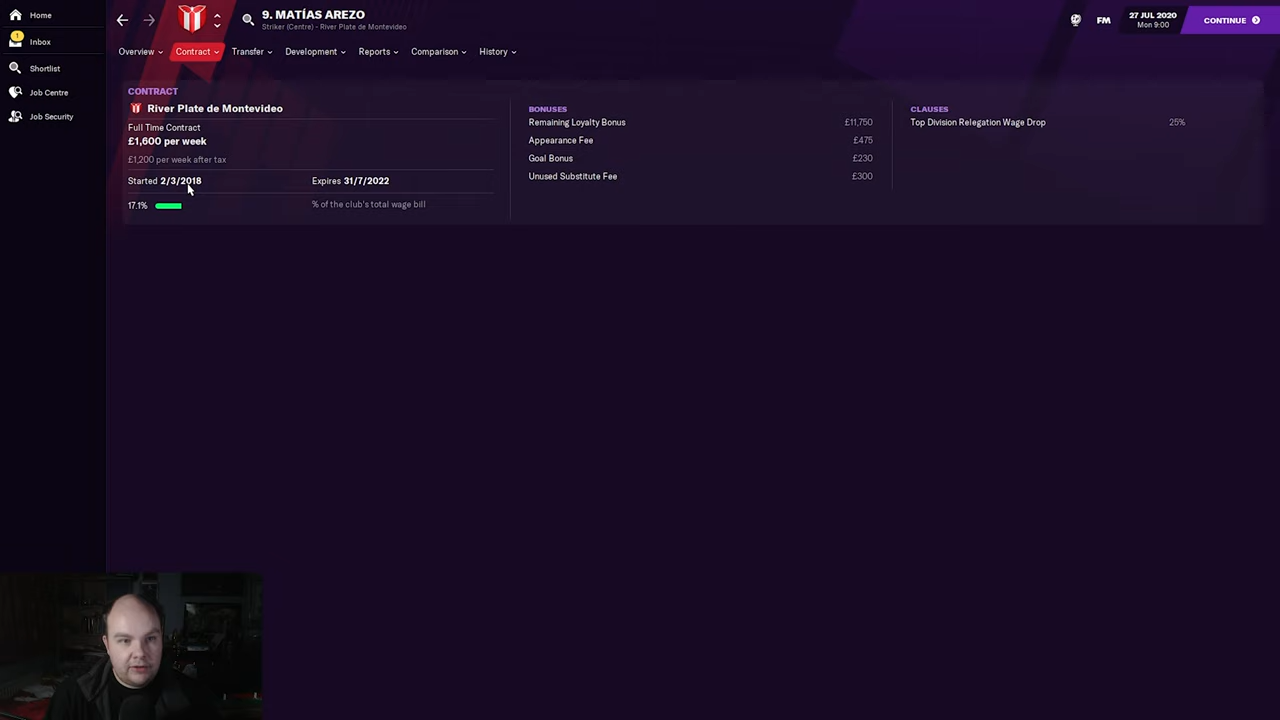 Home
1
Inbox
Shortlist
Job Centre
Job Security
9. MATÍAS AREZO
Striker (Centre) - River Plate de Montevideo
FM
27 JUL 2020
Mon 9:00
CONTINUE
Overview
Contract
Transfer
Development
Reports
Comparison
History
CONTRACT
River Plate de Montevideo
Full Time Contract
£1,600 per week
£1,200 per week after tax
Started 2/3/2018
Expires 31/7/2022
17.1%
% of the club's total wage bill
BONUSES
Remaining Loyalty Bonus £11,750
Appearance Fee £475
Goal Bonus £230
Unused Substitute Fee £300
CLAUSES
Top Division Relegation Wage Drop 25%